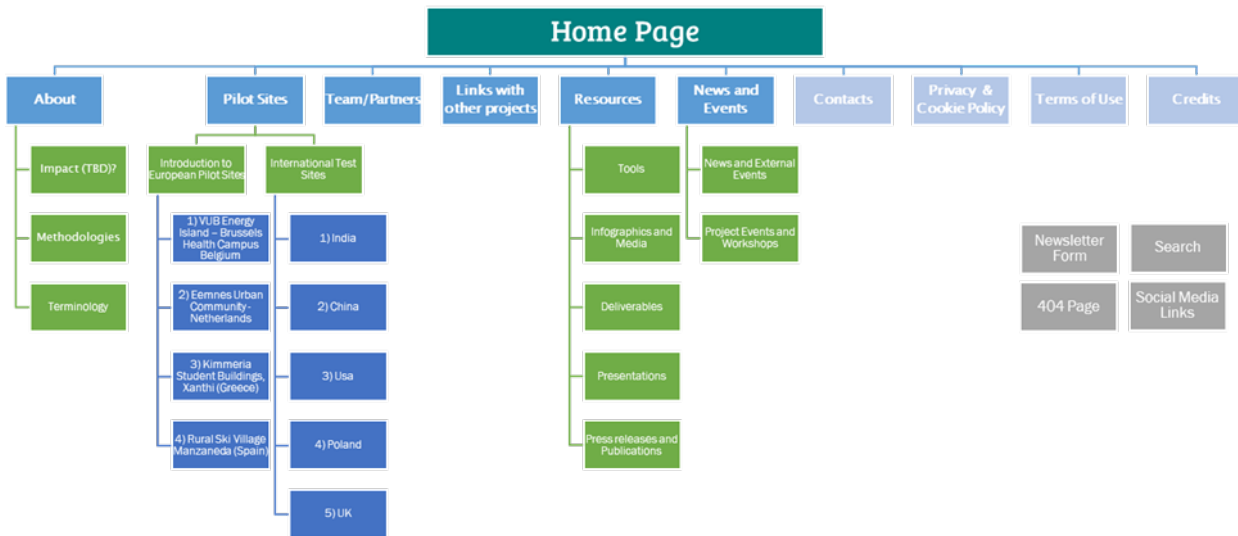 Home Page
About
Pilot Sites
Team/Partners
Links with
other projects
Resources
News and
Events
Contacts
Privacy &
Cookie Policy
Terms of Use
Credits
Impact (TBD)?
Methodologies
Terminology
Introduction to
European Pilot Sites
International Test
Sites
1) VUB Energy
Island – Brussels
Health Campus
Belgium
2) Eemnes Urban
Community-
Netherlands
3) Kimmeria
Student Buildings,
Xanthi (Greece)
4) Rural Ski Village
Manzaneda (Spain)
1) India
2) China
3) Usa
4) Poland
5) UK
Tools
Infographics and
Media
Deliverables
Presentations
Press releases and
Publications
News and External
Events
Project Events and
Workshops
Newsletter
Form
Search
404 Page
Social Media
Links